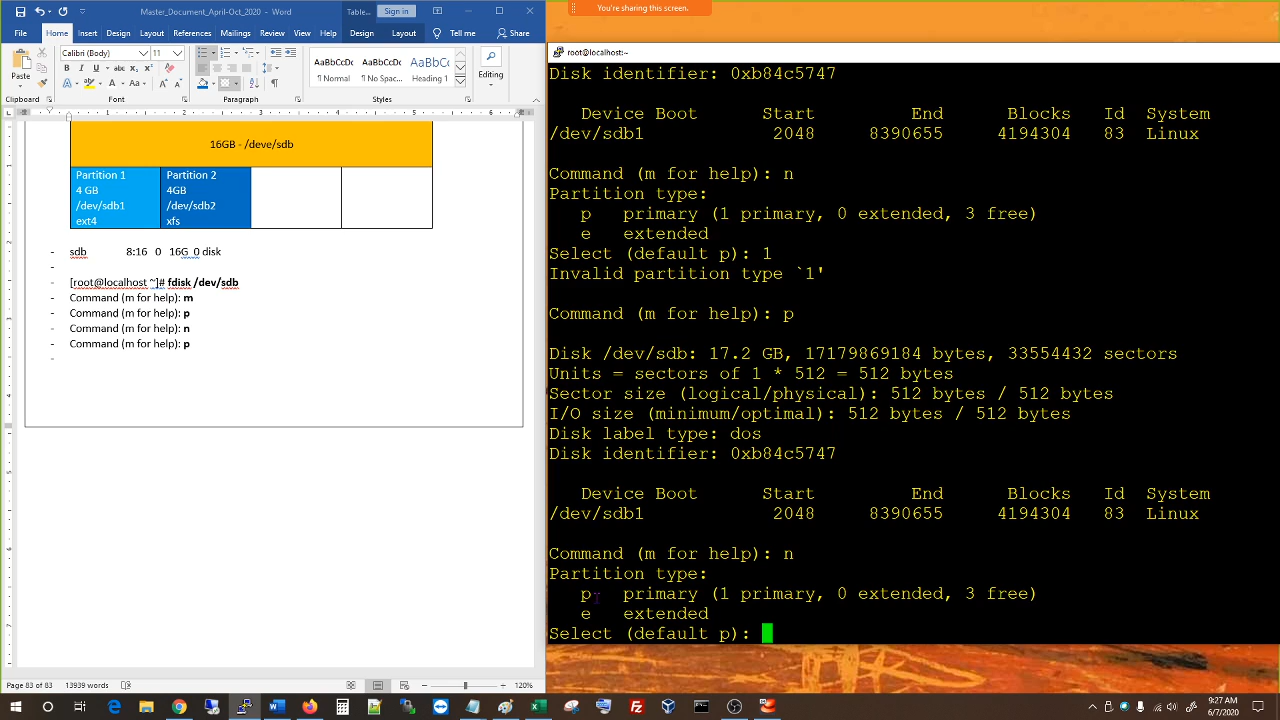 Master_Document_April-Oct_2020 - Word
Table...
Sign in
You're sharing this screen.
File
Home
Insert
Design
Layout
References
Mailings
Review
View
Help
Design
Layout
Tell me
Share
Calibri (Body)
11
Paste
AaBbCcDc
AaBbCcDc
AaBbC
¶ Normal
¶ No Spac...
Heading 1
Editing
Clipboard
Font
Paragraph
Styles
16GB - /deve/sdb
Partition 1
4 GB
/dev/sdb1
ext4
Partition 2
4GB
/dev/sdb2
xfs
- sdb 8:16 0 16G 0 disk
-
- [root@localhost ~]# fdisk /dev/sdb
- Command (m for help): m
- Command (m for help): p
- Command (m for help): n
- Command (m for help): p
-
Page 83 of 83
13939 words
120%
root@localhost:~
Disk identifier: 0xb84c5747
Device Boot Start End Blocks Id System
/dev/sdb1 2048 8390655 4194304 83 Linux
Command (m for help): n
Partition type:
p primary (1 primary, 0 extended, 3 free)
e extended
Select (default p): 1
Invalid partition type `1'
Command (m for help): p
Disk /dev/sdb: 17.2 GB, 17179869184 bytes, 33554432 sectors
Units = sectors of 1 * 512 = 512 bytes
Sector size (logical/physical): 512 bytes / 512 bytes
I/O size (minimum/optimal): 512 bytes / 512 bytes
Disk label type: dos
Disk identifier: 0xb84c5747
Device Boot Start End Blocks Id System
/dev/sdb1 2048 8390655 4194304 83 Linux
Command (m for help): n
Partition type:
p primary (1 primary, 0 extended, 3 free)
e extended
Select (default p):
9:27 AM
6/7/2020